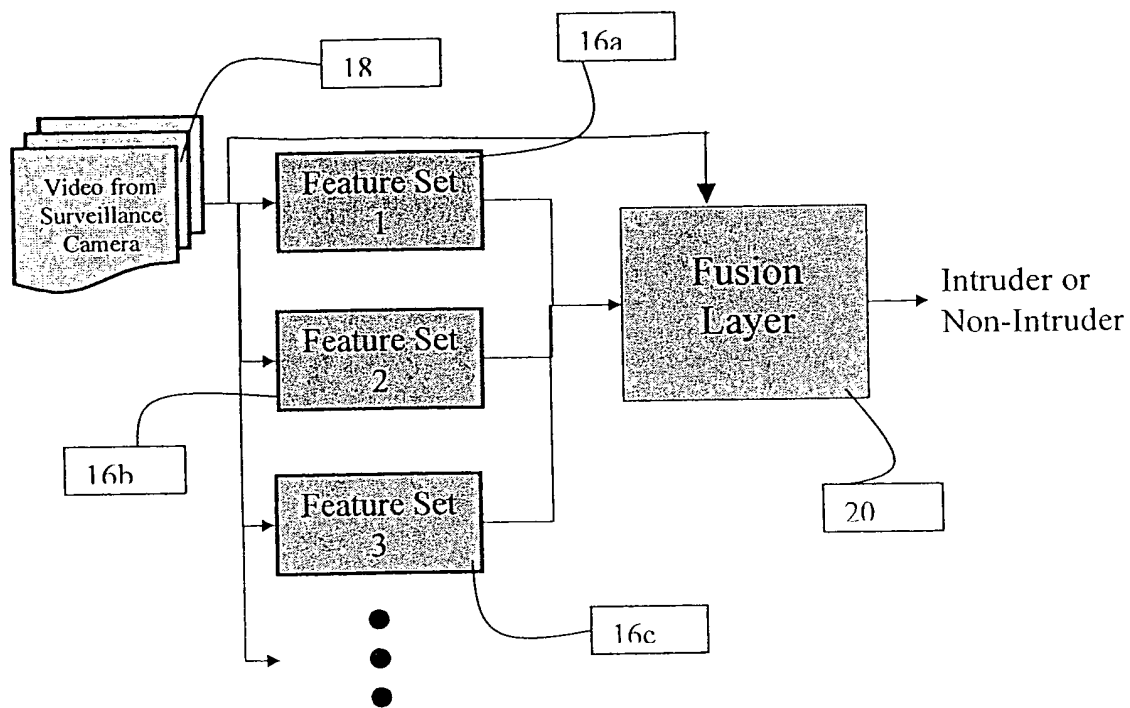 18
16a
Video from
Surveillance
Camera
Feature Set
1
Fusion
Layer
Intruder or
Non-Intruder
Feature Set
2
16b
Feature Set
3
20
16c